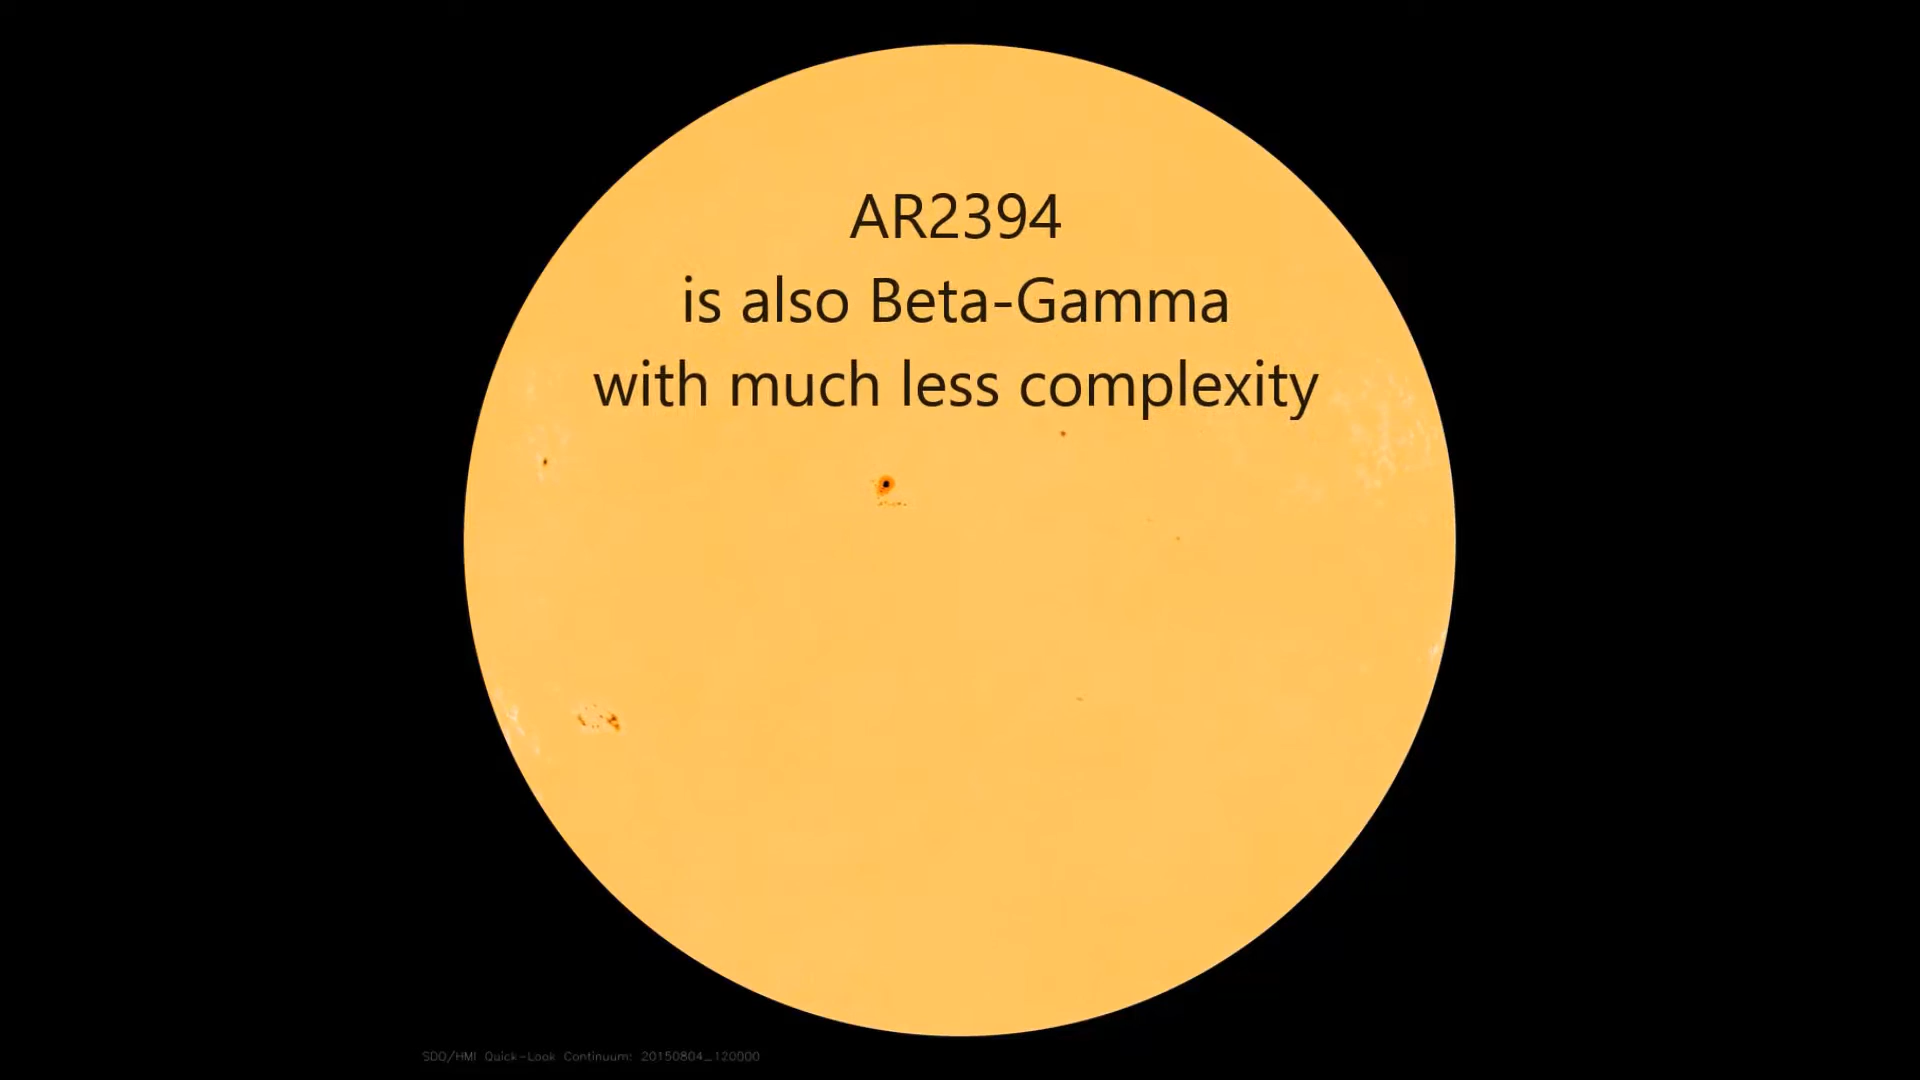 AR2394
is also Beta-Gamma
with much less complexity
SDO/HMI Quick-Look Continuum: 20150804_120000